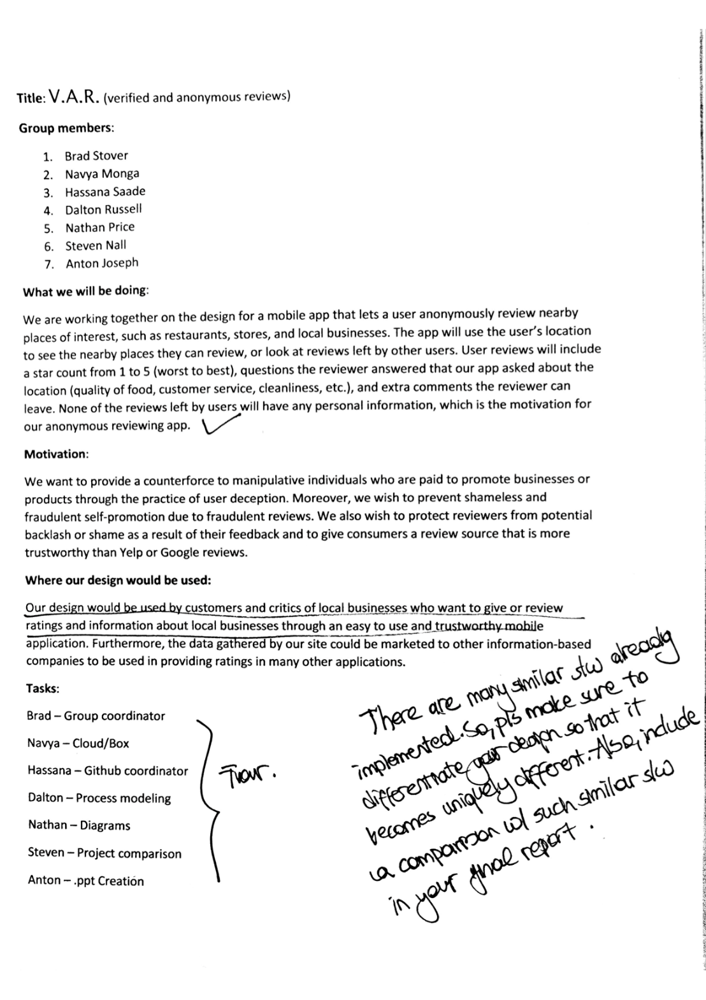 Title: V.A.R. (verified and anonymous reviews)
Group members:
1. Brad Stover
2. Navya Monga
3. Hassana Saade
4. Dalton Russell
5. Nathan Price
6. Steven Nall
7. Anton Joseph
What we will be doing:
We are working together on the design for a mobile app that lets a user anonymously review nearby
places of interest, such as restaurants, stores, and local businesses. The app will use the user's location
to see the nearby places they can review, or look at reviews left by other users. User reviews will include
a star count from 1 to 5 (worst to best), questions the reviewer answered that our app asked about the
location (quality of food, customer service, cleanliness, etc.), and extra comments the reviewer can
leave. None of the reviews left by users will have any personal information, which is the motivation for
our anonymous reviewing app.
Motivation:
We want to provide a counterforce to manipulative individuals who are paid to promote businesses or
products through the practice of user deception. Moreover, we wish to prevent shameless and
fraudulent self-promotion due to fraudulent reviews. We also wish to protect reviewers from potential
backlash or shame as a result of their feedback and to give consumers a review source that is more
trustworthy than Yelp or Google reviews.
Where our design would be used:
Our design would be used by customers and critics of local businesses who want to give or review
ratings and information about local businesses through an easy to use and trustworthy mobile
application. Furthermore, the data gathered by our site could be marketed to other information-based
companies to be used in providing ratings in many other applications.
Tasks:
Brad – Group coordinator
Navya – Cloud/Box
Hassana – Github coordinator
Dalton – Process modeling
Nathan – Diagrams
Steven – Project comparison
Anton – .ppt Creation
There are many similar s/w already
implemented. So, pls make sure to
differentiate your design so that it
becomes uniquely different. Also, include
a comparison w/ such similar s/w
in your final report.